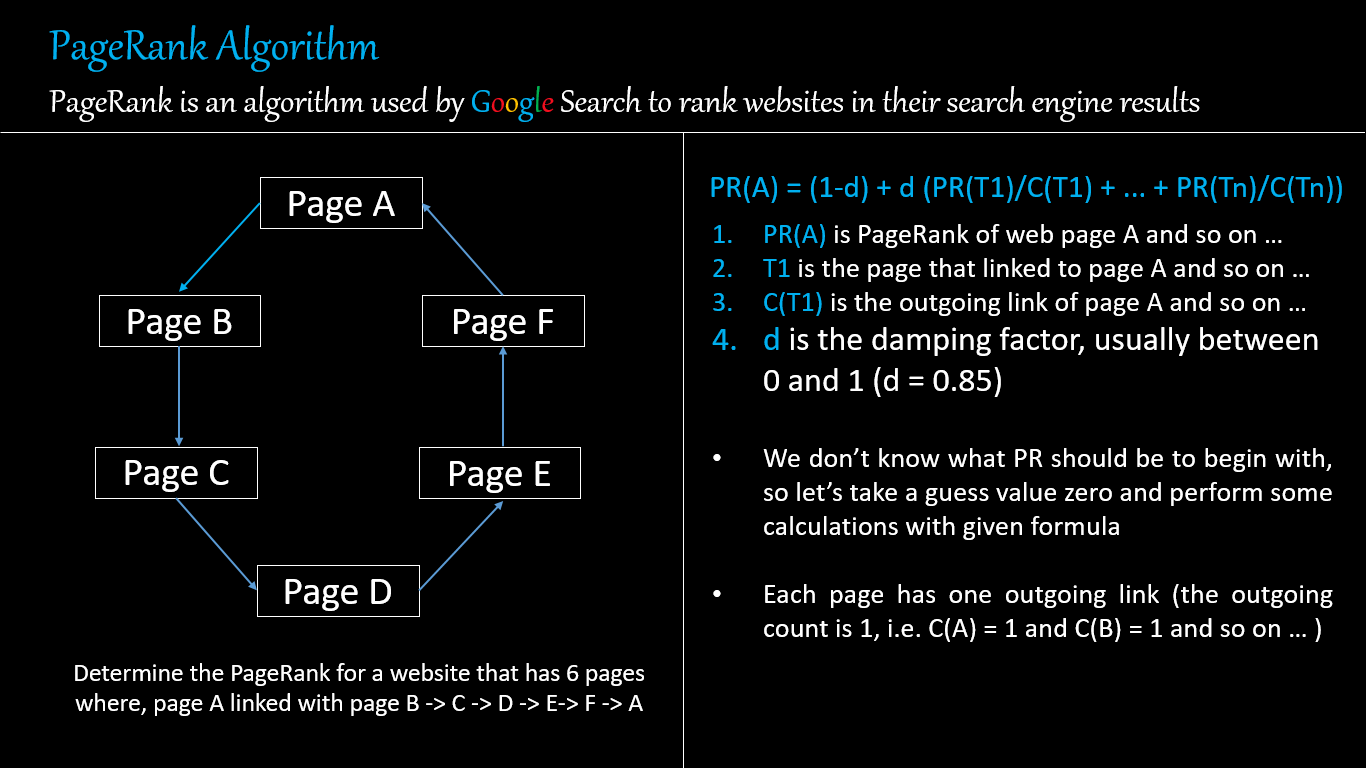 PageRank Algorithm
PageRank is an algorithm used by Google Search to rank websites in their search engine results
Page A
Page B
Page F
Page C
Page E
Page D
Determine the PageRank for a website that has 6 pages
where, page A linked with page B -> C -> D -> E-> F -> A
PR(A) = (1-d) + d (PR(T1)/C(T1) + ... + PR(Tn)/C(Tn))
1. PR(A) is PageRank of web page A and so on ...
2. T1 is the page that linked to page A and so on ...
3. C(T1) is the outgoing link of page A and so on ...
4. d is the damping factor, usually between
0 and 1 (d = 0.85)
• We don’t know what PR should be to begin with,
so let’s take a guess value zero and perform some
calculations with given formula
• Each page has one outgoing link (the outgoing
count is 1, i.e. C(A) = 1 and C(B) = 1 and so on ... )